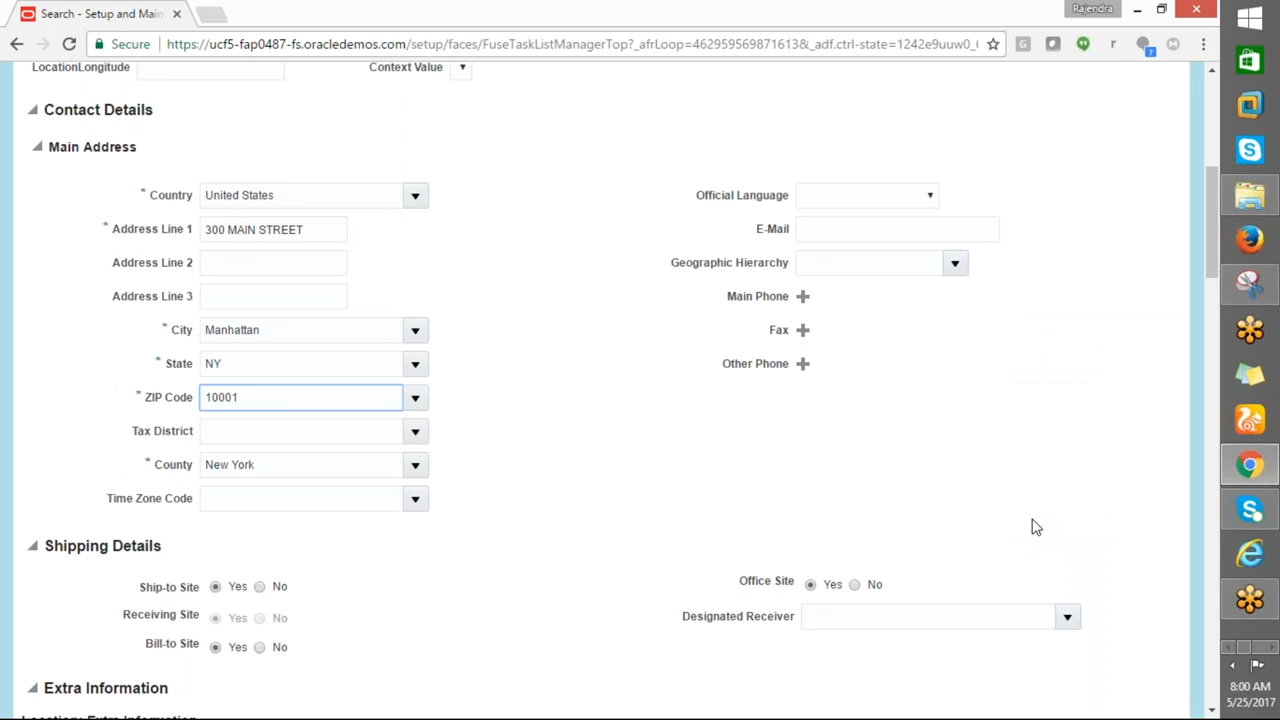 Search - Setup and Main
Rajendra
Secure
https://ucf5-fap0487-fs.oracledemos.com/setup/faces/FuseTaskListManagerTop?_afrLoop=4629595698716138&_adf.ctrl-state=1242e9uuw0_
LocationLongitude
Context Value
Contact Details
Main Address
* Country United States
Official Language
* Address Line 1 300 MAIN STREET
E-Mail
Address Line 2
Geographic Hierarchy
Address Line 3
Main Phone
* City Manhattan
Fax
* State NY
Other Phone
* ZIP Code 10001
Tax District
* County New York
Time Zone Code
Shipping Details
Ship-to Site Yes No
Office Site Yes No
Receiving Site Yes No
Designated Receiver
Bill-to Site Yes No
Extra Information
Location: Extra Information
8:00 AM
5/25/2017